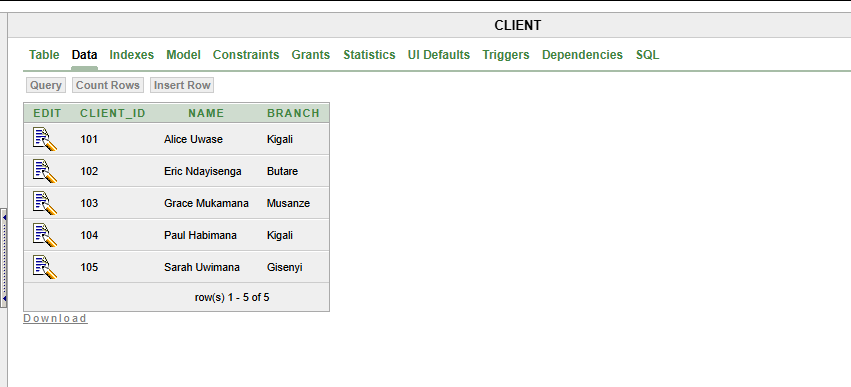 CLIENT
Table Data Indexes Model Constraints Grants Statistics UI Defaults Triggers Dependencies SQL
Query Count Rows Insert Row
EDIT CLIENT_ID NAME BRANCH
101 Alice Uwase Kigali
102 Eric Ndayisenga Butare
103 Grace Mukamana Musanze
104 Paul Habimana Kigali
105 Sarah Uwimana Gisenyi
row(s) 1 - 5 of 5
Download